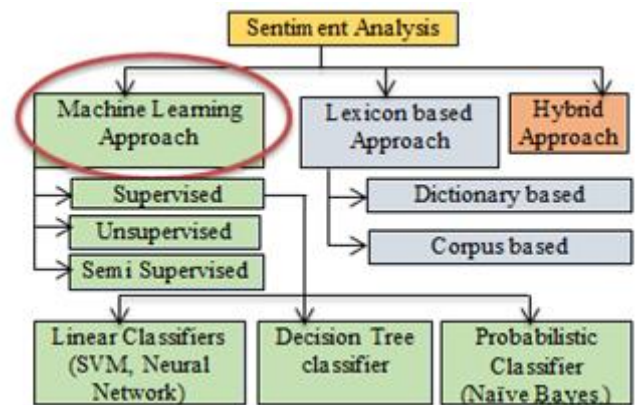 Sentiment Analysis
Machine Learning
Approach
Lexicon based
Approach
Hybrid
Approach
Supervised
Dictionary based
Unsupervised
Corpus based
Semi Supervised
Linear Classifiers
(SVM, Neural
Network)
Decision Tree
classifier
Probabilistic
Classifier
(Naïve Bayes.)